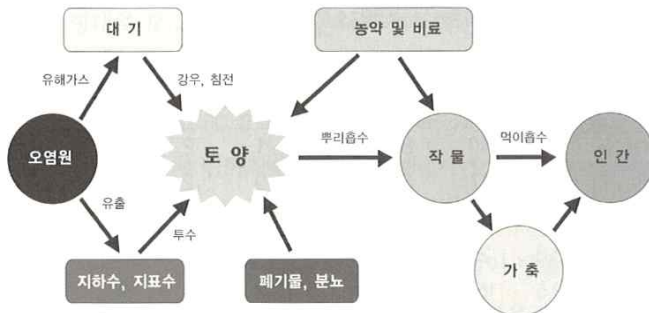 대 기
농약 및 비료
유해가스
강우, 침전
오염원
토 양
뿌리흡수
작 물
먹이흡수
인 간
유출
투수
가 축
지하수, 지표수
폐기물, 분뇨